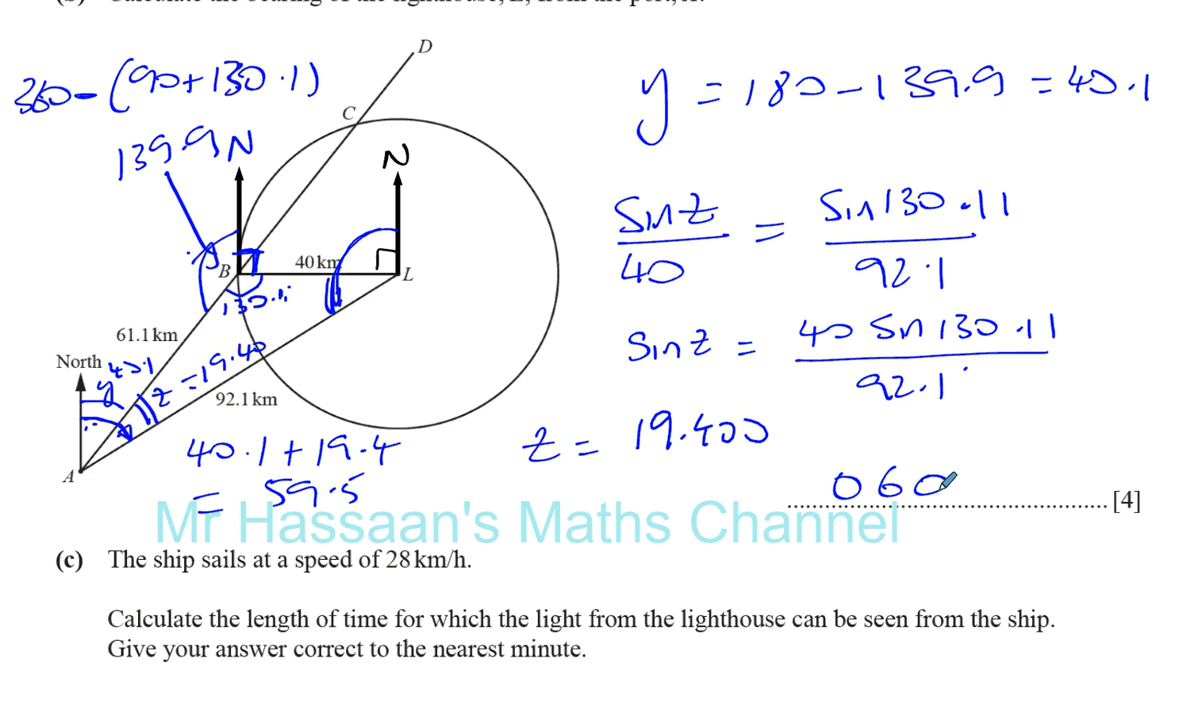 360-(90+130.1)
139.9
N
N
D
C
B
40 km
L
130.1
61.1 km
North
40.1
y
z = 19.40
92.1 km
A
40.1 + 19.4
= 59.5
y = 180 - 139.9 = 40.1
Sin z / 40 = Sin 130.11 / 92.1
Sin z = 40 Sin 130.11 / 92.1
z = 19.400
060
[4]
Mr Hassaan's Maths Channel
(c) The ship sails at a speed of 28 km/h.
Calculate the length of time for which the light from the lighthouse can be seen from the ship.
Give your answer correct to the nearest minute.